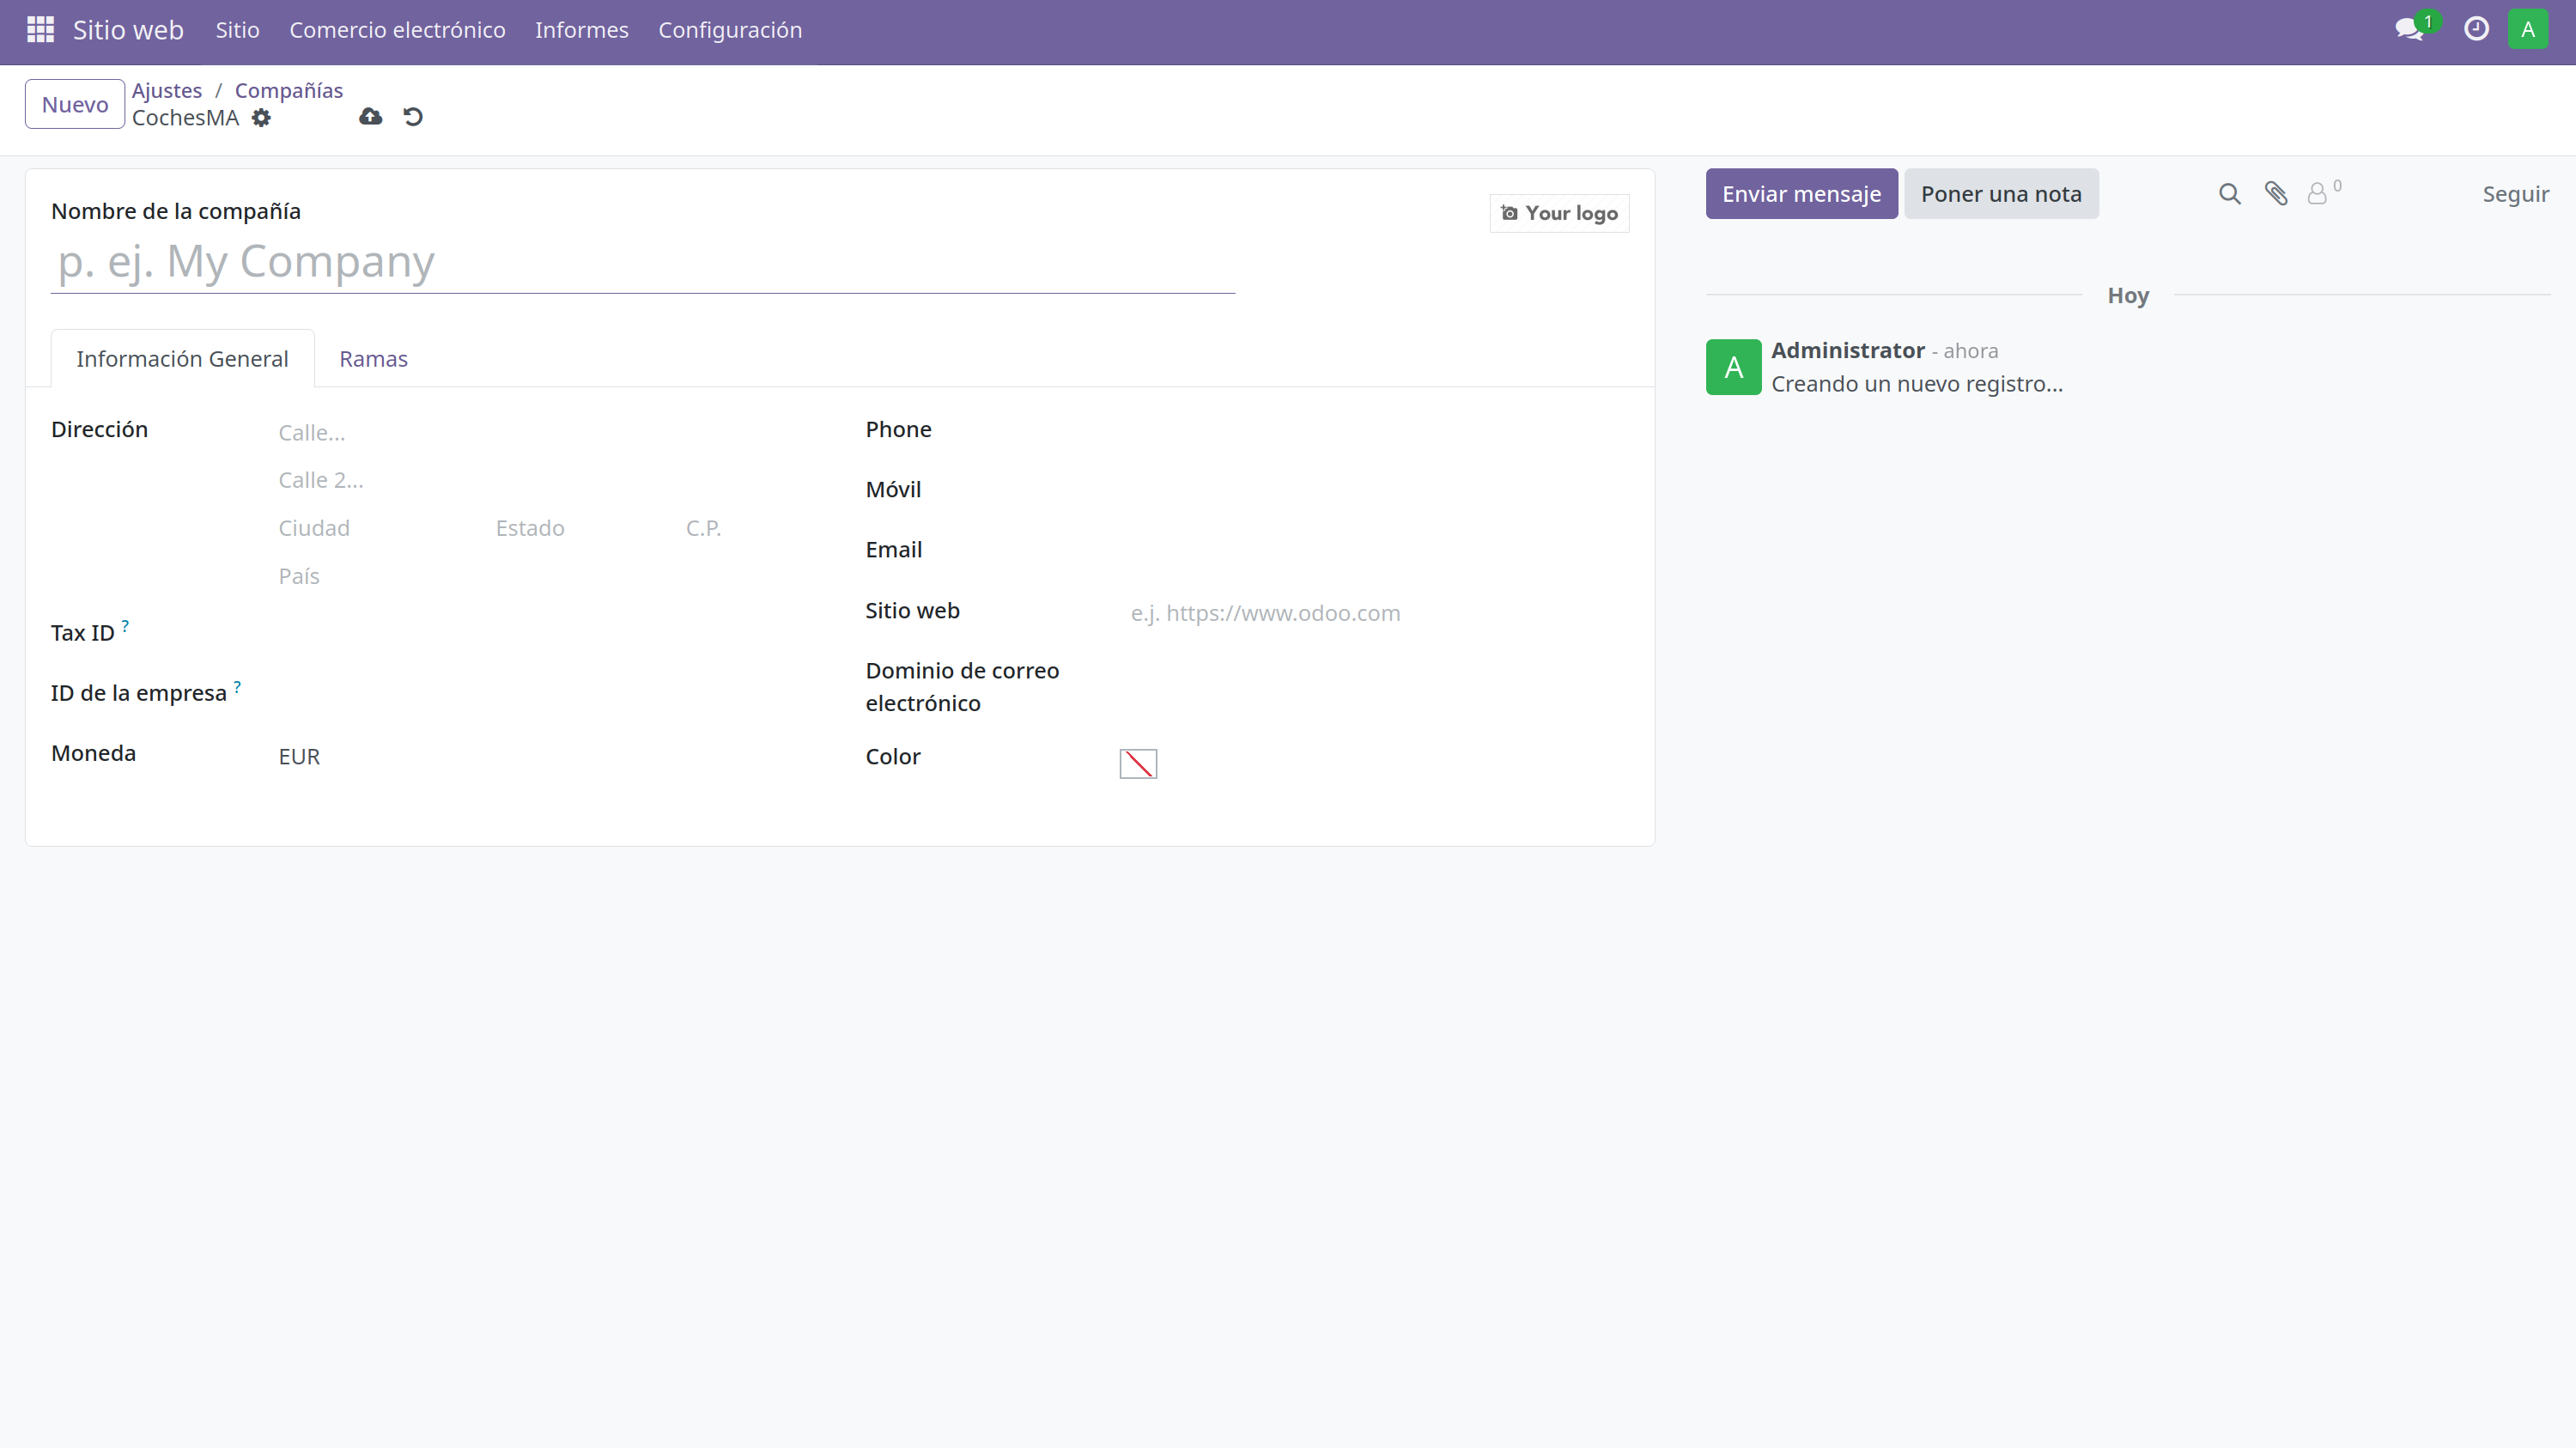 Sitio web Sitio Comercio electrónico Informes Configuración 1 A
Nuevo Ajustes / Compañías
CochesMA
Nombre de la compañía
Your logo
p. ej. My Company
Información General Ramas
Dirección Calle...
Calle 2...
Ciudad Estado C.P.
País
Tax ID ?
ID de la empresa ?
Moneda EUR
Phone
Móvil
Email
Sitio web e.j. https://www.odoo.com
Dominio de correo
electrónico
Color
Enviar mensaje Poner una nota 0 Seguir
Hoy
A Administrator - ahora
Creando un nuevo registro...